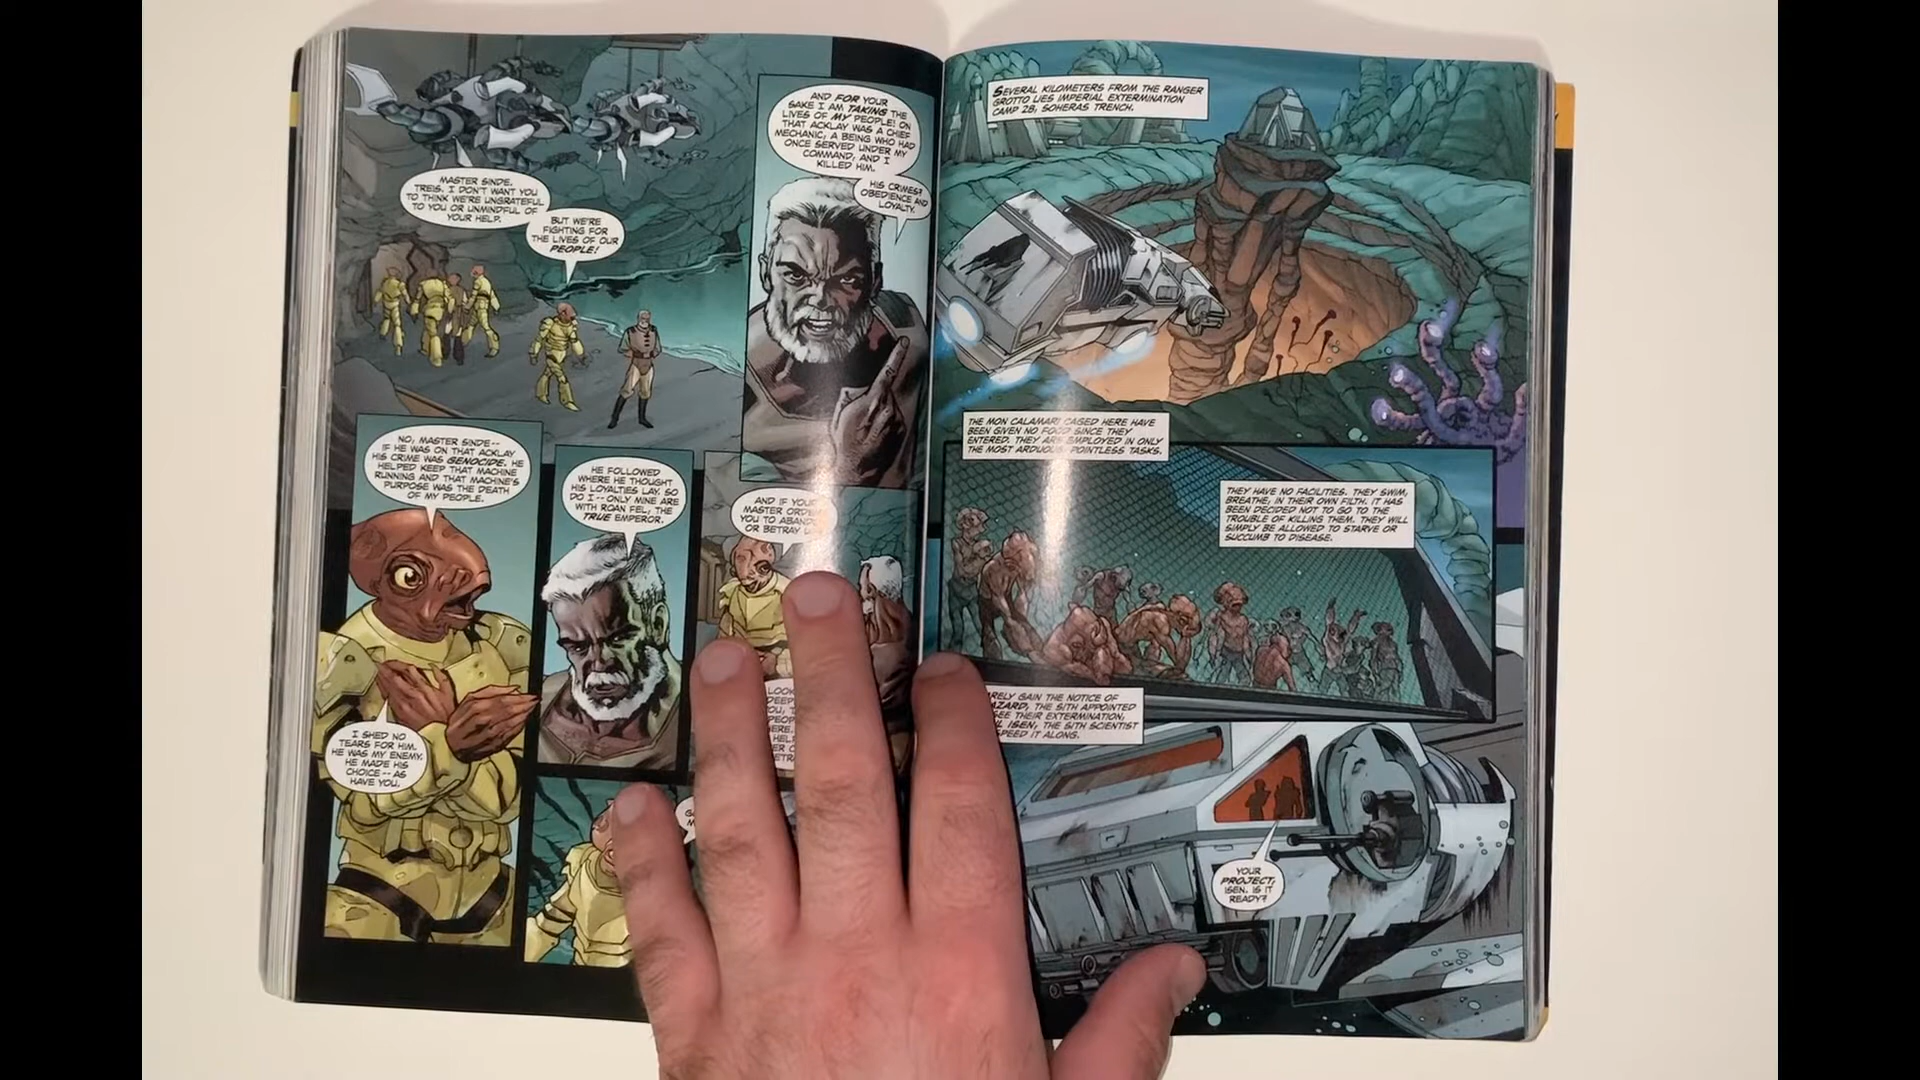 MASTER SINDE,
TREIS. I DON'T WANT YOU
TO THINK WE'RE UNGRATEFUL
TO YOU OR UNMINDFUL OF
YOUR HELP.
BUT WE'RE
FIGHTING FOR
THE LIVES OF OUR
PEOPLE!
AND FOR YOUR
SAKE I AM TAKING THE
LIVES OF MY PEOPLE! ON
THAT ACKLAY WAS A CHIEF
MECHANIC, A BEING WHO HAD
ONCE SERVED UNDER MY
COMMAND, AND I
KILLED HIM.
HIS CRIMES?
OBEDIENCE AND
LOYALTY.
NO, MASTER SINDE--
IF HE WAS ON THAT ACKLAY
HIS CRIME WAS GENOCIDE. HE
HELPED KEEP THAT MACHINE
RUNNING AND THAT MACHINE'S
PURPOSE WAS THE DEATH
OF MY PEOPLE.
I SHED NO
TEARS FOR HIM.
HE WAS MY ENEMY.
HE MADE HIS
CHOICE-- AS
HAVE YOU.
HE FOLLOWED
WHERE HE THOUGHT
HIS LOYALTIES LAY. SO
DO I-- ONLY MINE ARE
WITH ROAN FEL, THE
TRUE EMPEROR.
AND IF YOUR
MASTER
YOU TO
OR BETRAY
SEVERAL KILOMETERS FROM THE RANGER
GROTTO LIES IMPERIAL EXTERMINATION
CAMP 28, SOHERAS TRENCH.
THE MON CALAMARI CAGED HERE HAVE
BEEN GIVEN NO FOOD SINCE THEY
ENTERED. THEY ARE EMPLOYED IN ONLY
THE MOST ARDUOUS, POINTLESS TASKS.
THEY HAVE NO FACILITIES. THEY SWIM,
BREATHE, IN THEIR OWN FILTH. IT HAS
BEEN DECIDED NOT TO GO TO THE
TROUBLE OF KILLING THEM. THEY WILL
SIMPLY BE ALLOWED TO STARVE OR
SUCCUMB TO DISEASE.
GAIN THE NOTICE OF
THE SITH APPOINTED
THEIR EXTERMINATION,
ISEN, THE SITH SCIENTIST
IT ALONG.
YOUR
PROJECT,
ISEN. IS IT
READY?